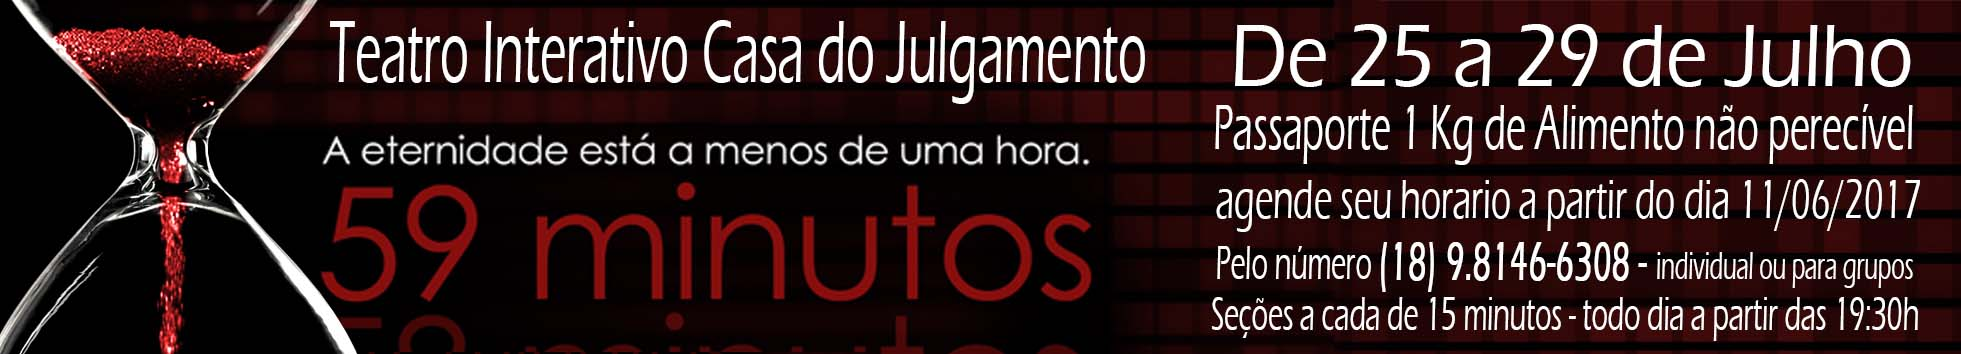 Teatro Interativo Casa do Julgamento
A eternidade está a menos de uma hora.
59 minutos
59 minutos
De 25 a 29 de Julho
Passaporte 1 Kg de Alimento não perecível
agende seu horario a partir do dia 11/06/2017
Pelo número (18) 9.8146-6308 - individual ou para grupos
Seções a cada de 15 minutos - todo dia a partir das 19:30h